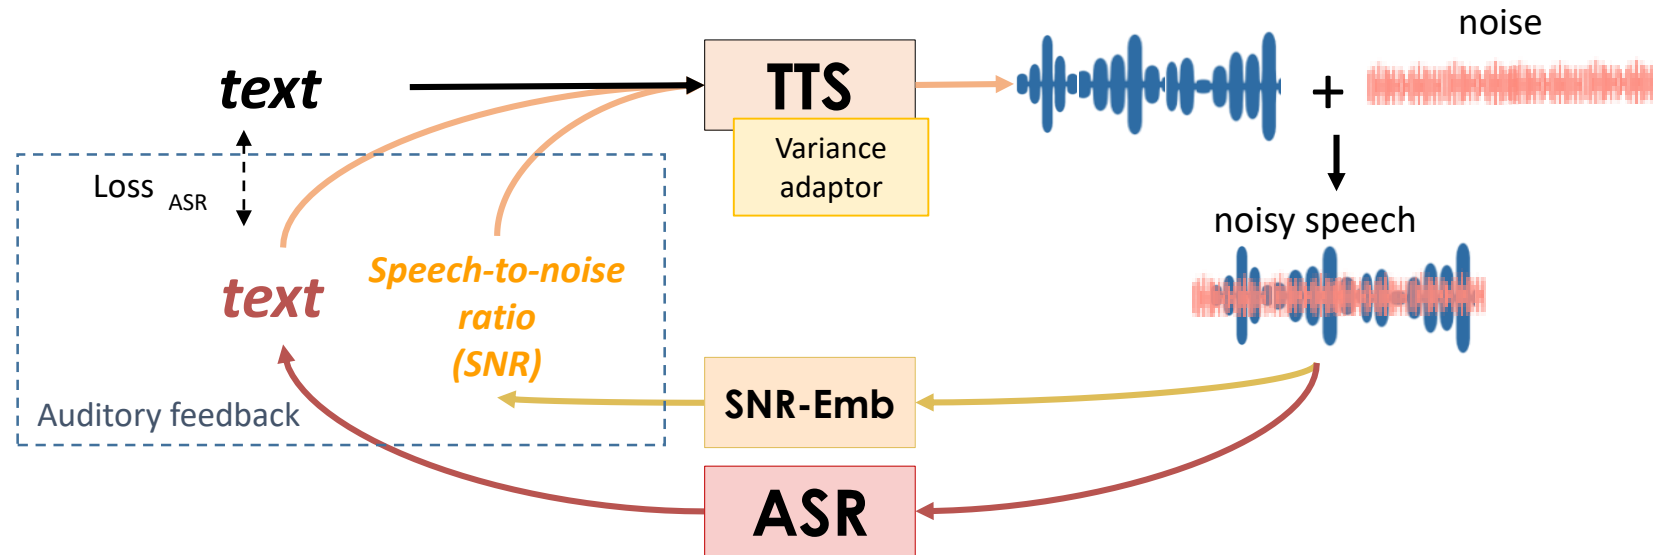 noise
text
TTS
+
Variance
adaptor
Loss ASR
noisy speech
text
Speech-to-noise
ratio
(SNR)
Auditory feedback
SNR-Emb
ASR